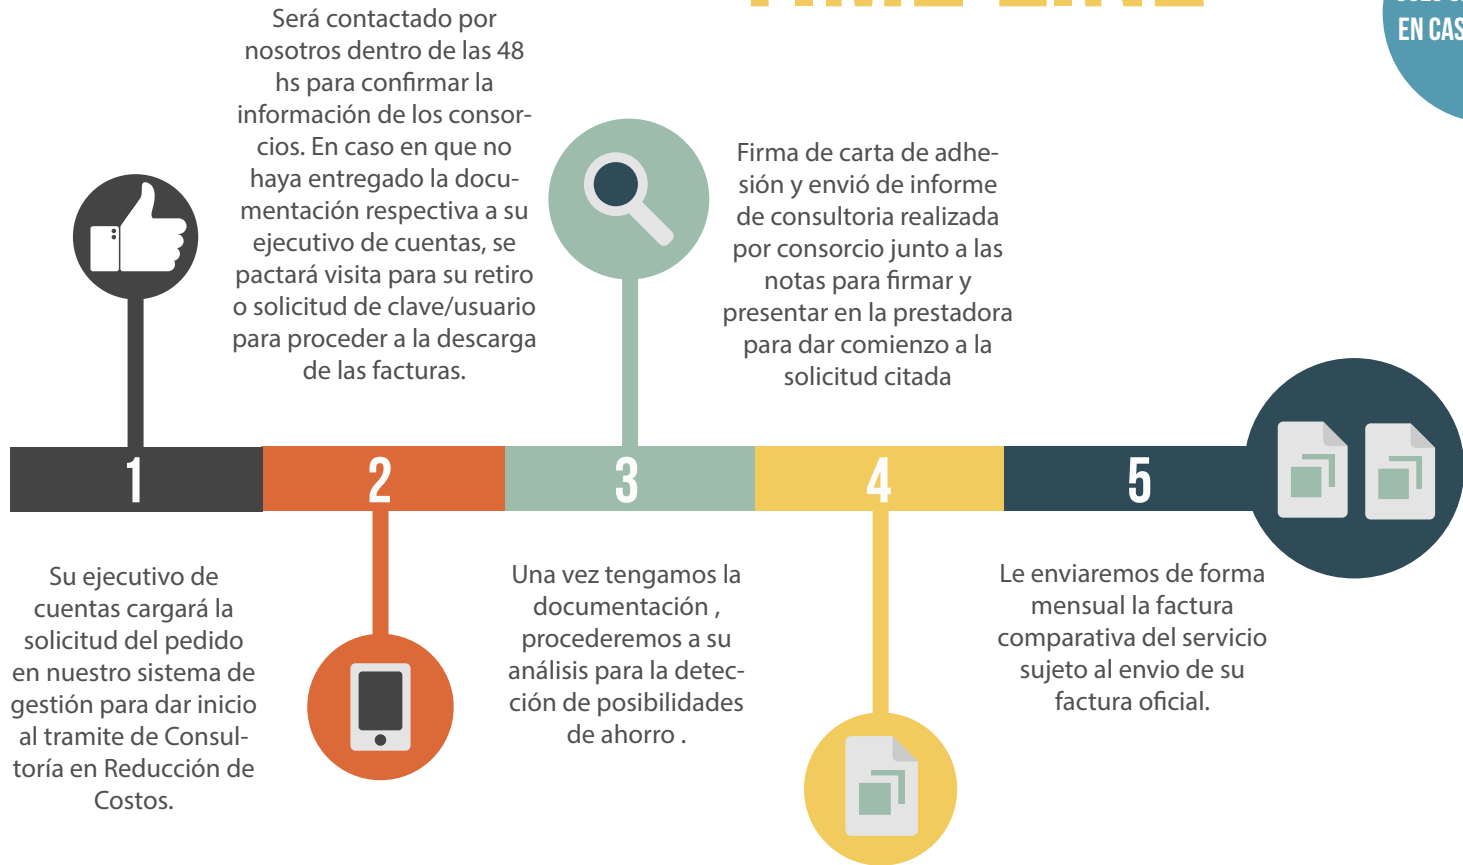 TIME LINE
EN CAS
Será contactado por
nosotros dentro de las 48
hs para confirmar la
información de los consor-
cios. En caso en que no
haya entregado la docu-
mentación respectiva a su
ejecutivo de cuentas, se
pactará visita para su retiro
o solicitud de clave/usuario
para proceder a la descarga
de las facturas.
Firma de carta de adhe-
sión y envió de informe
de consultoria realizada
por consorcio junto a las
notas para firmar y
presentar en la prestadora
para dar comienzo a la
solicitud citada
1
2
3
4
5
Su ejecutivo de
cuentas cargará la
solicitud del pedido
en nuestro sistema de
gestión para dar inicio
al tramite de Consul-
toría en Reducción de
Costos.
Una vez tengamos la
documentación ,
procederemos a su
análisis para la detec-
ción de posibilidades
de ahorro .
Le enviaremos de forma
mensual la factura
comparativa del servicio
sujeto al envio de su
factura oficial.